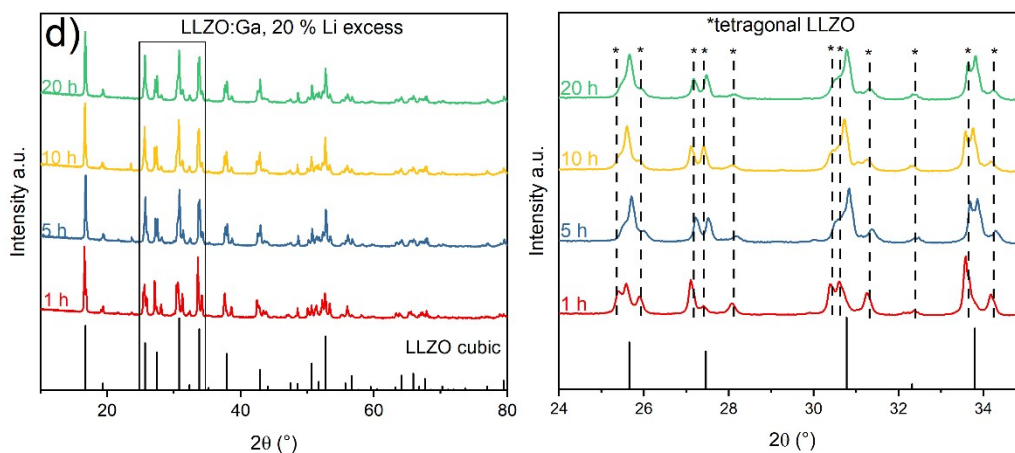 d)
LLZO:Ga, 20 % Li excess
20 h
10 h
5 h
1 h
LLZO cubic
Intensity a.u.
20 40 60 80
2θ (°)
*tetragonal LLZO
* * * * * * * * * * *
20 h
10 h
5 h
1 h
Intensity a.u.
24 26 28 30 32 34
2θ (°)